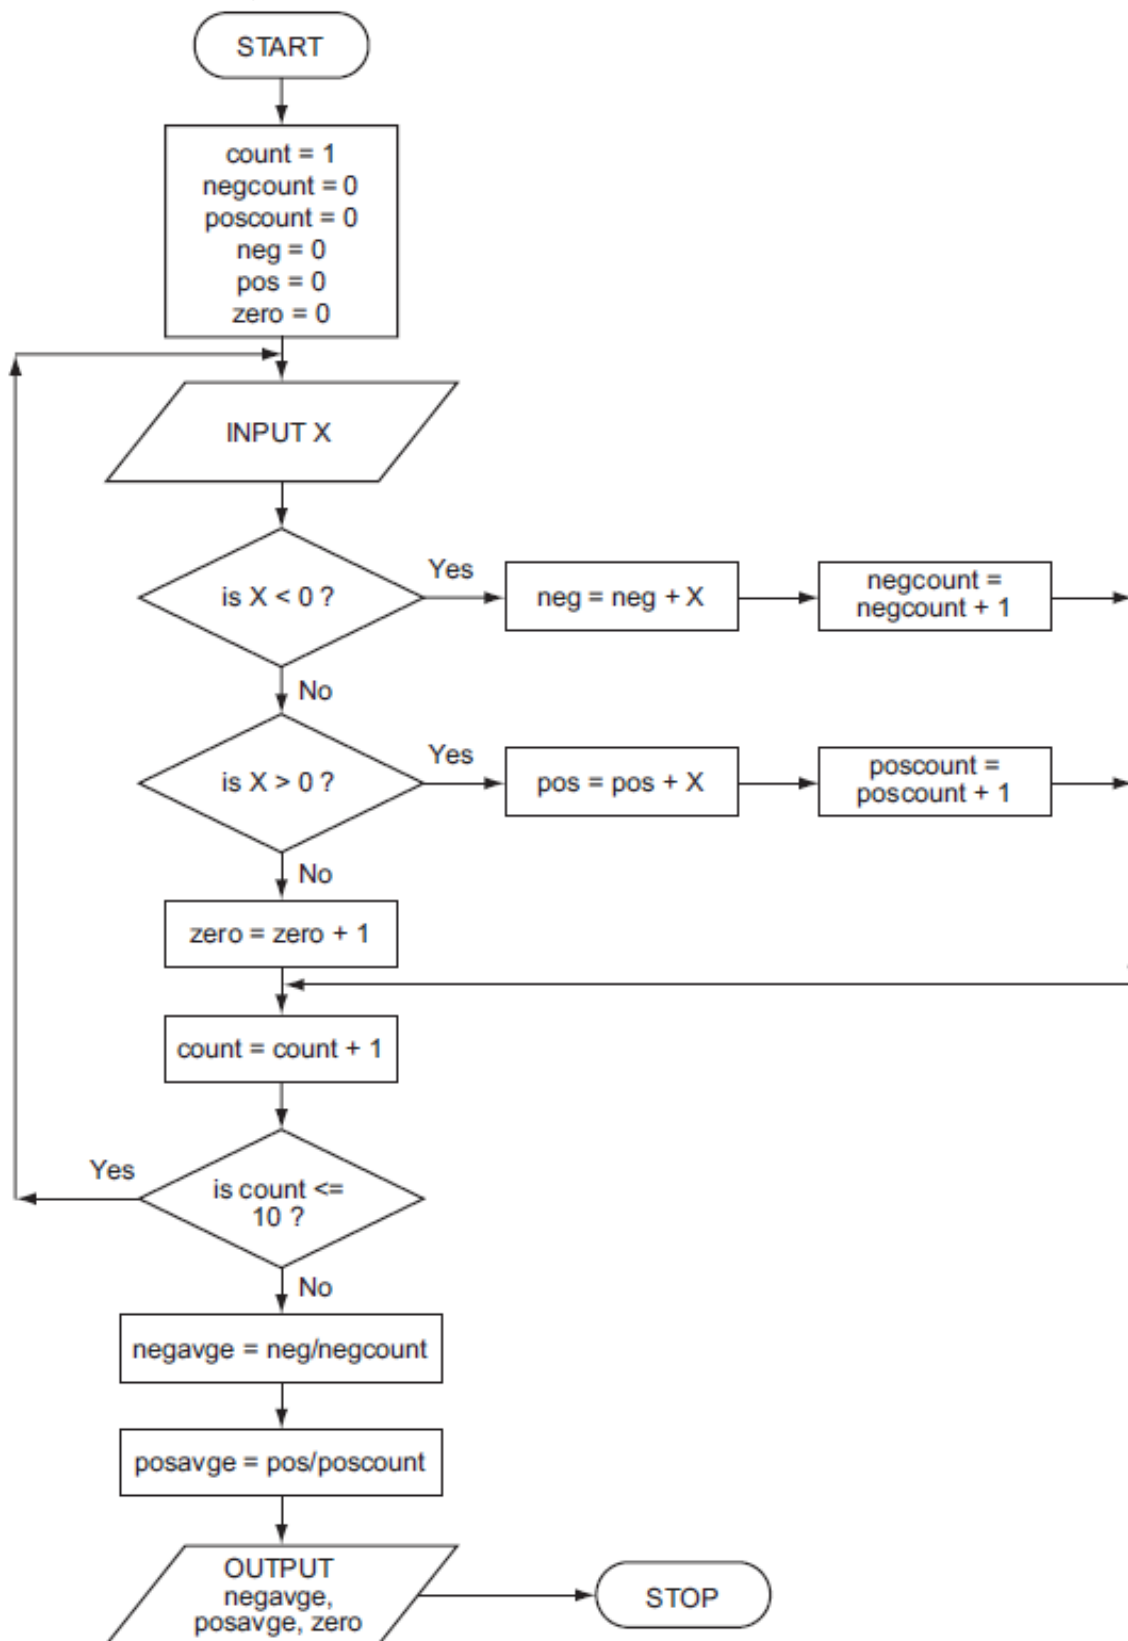 START
count = 1
negcount = 0
poscount = 0
neg = 0
pos = 0
zero = 0
INPUT X
is X < 0 ?
Yes
neg = neg + X
negcount =
negcount + 1
No
is X > 0 ?
Yes
pos = pos + X
poscount =
poscount + 1
No
zero = zero + 1
count = count + 1
Yes
is count <=
10 ?
No
negavge = neg/negcount
posavge = pos/poscount
OUTPUT
negavge,
posavge, zero
STOP